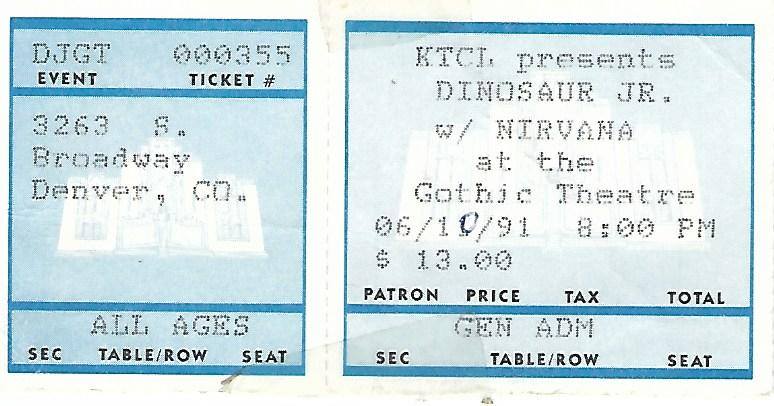 DJGT 000355
EVENT TICKET #
3263 S.
Broadway
Denver, CO.
ALL AGES
SEC TABLE/ROW SEAT
KTCL presents
DINOSAUR JR.
w/ NIRVANA
at the
Gothic Theatre
06/10/91 8:00 PM
$ 13.00
PATRON PRICE TAX TOTAL
GEN ADM
SEC TABLE/ROW SEAT